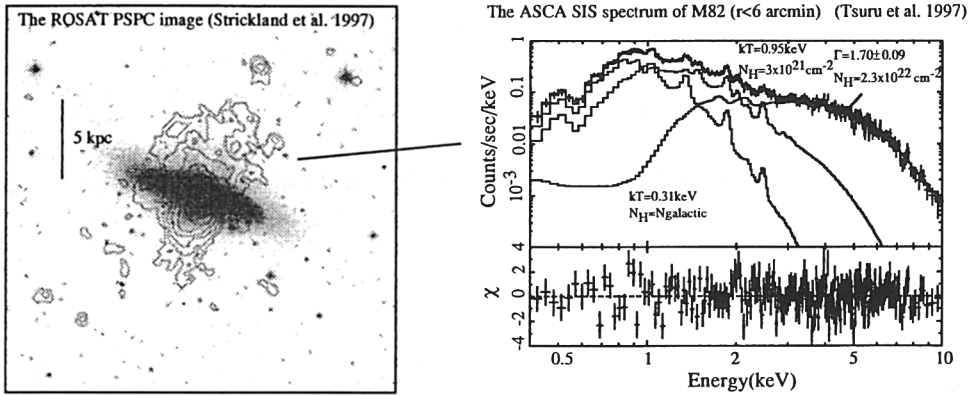 The ROSAT PSPC image (Strickland et al. 1997)
5 kpc
The ASCA SIS spectrum of M82 (r<6 arcmin) (Tsuru et al. 1997)
kT=0.95keV
N_H=3x10^21 cm^-2
Γ=1.70±0.09
N_H=2.3x10^22 cm^-2
kT=0.31keV
N_H=Ngalactic
Counts/sec/keV
1
0.1
0.01
10^-3
4
χ
2
0
-2
-4
0.5 1 2 5 10
Energy(keV)